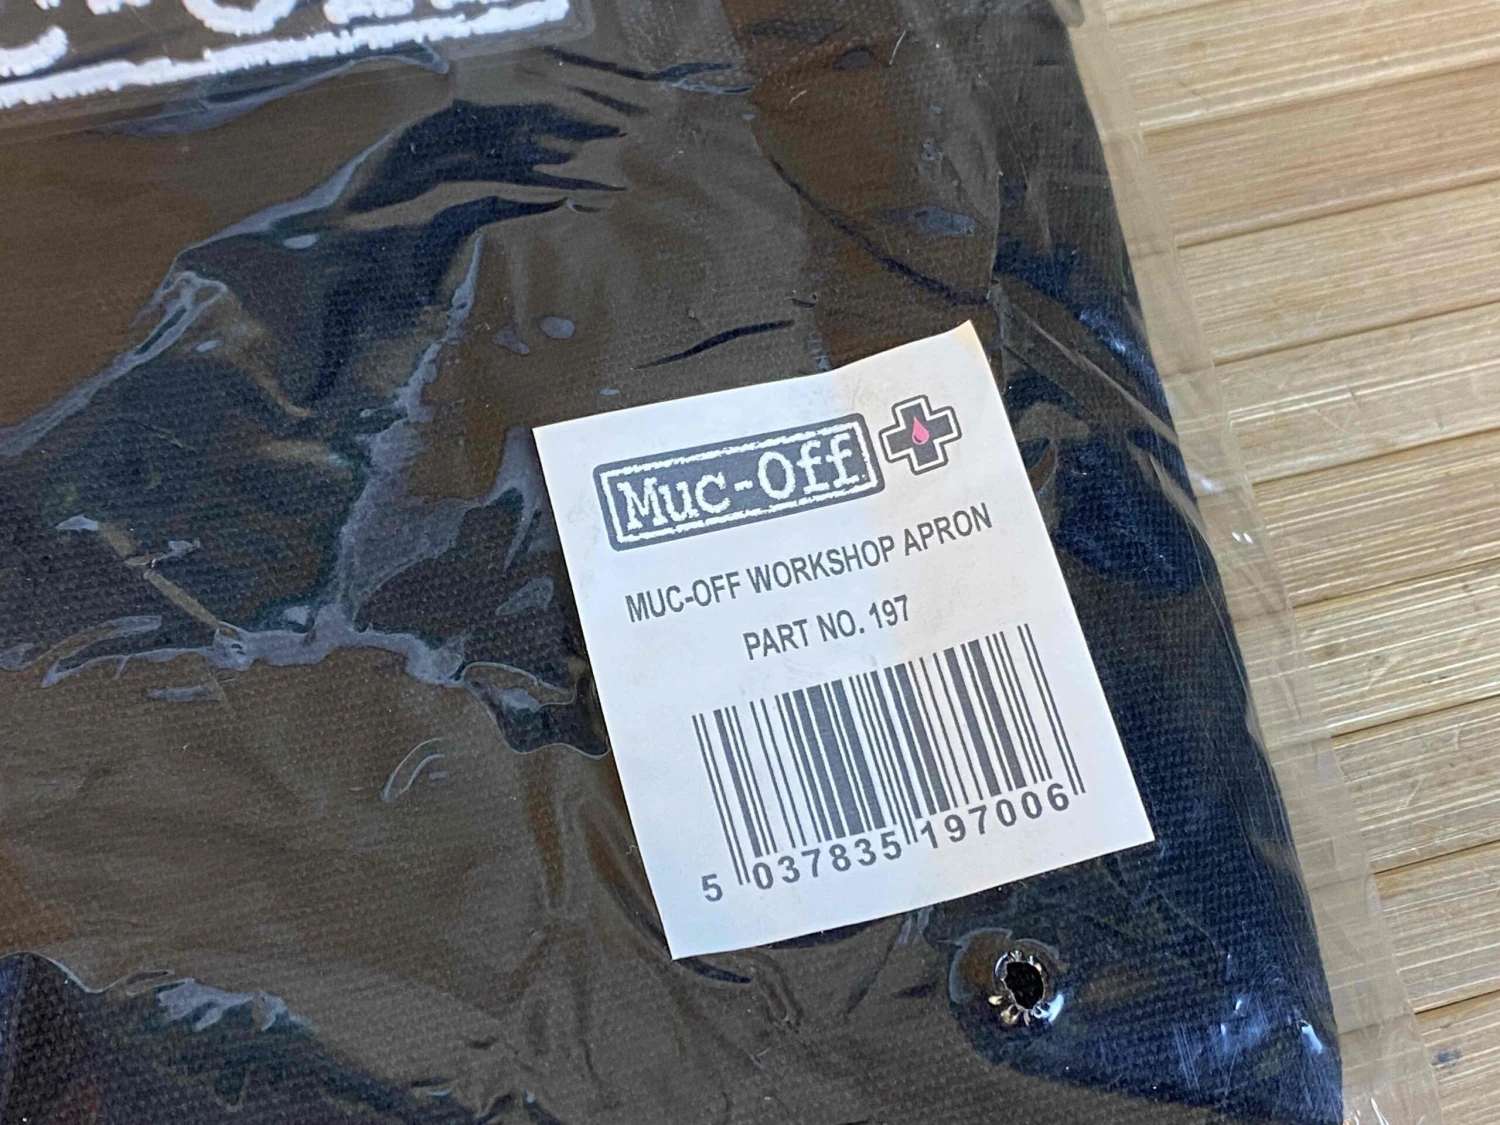 Muc-Off
MUC-OFF WORKSHOP APRON
PART NO. 197
5 037835 197006